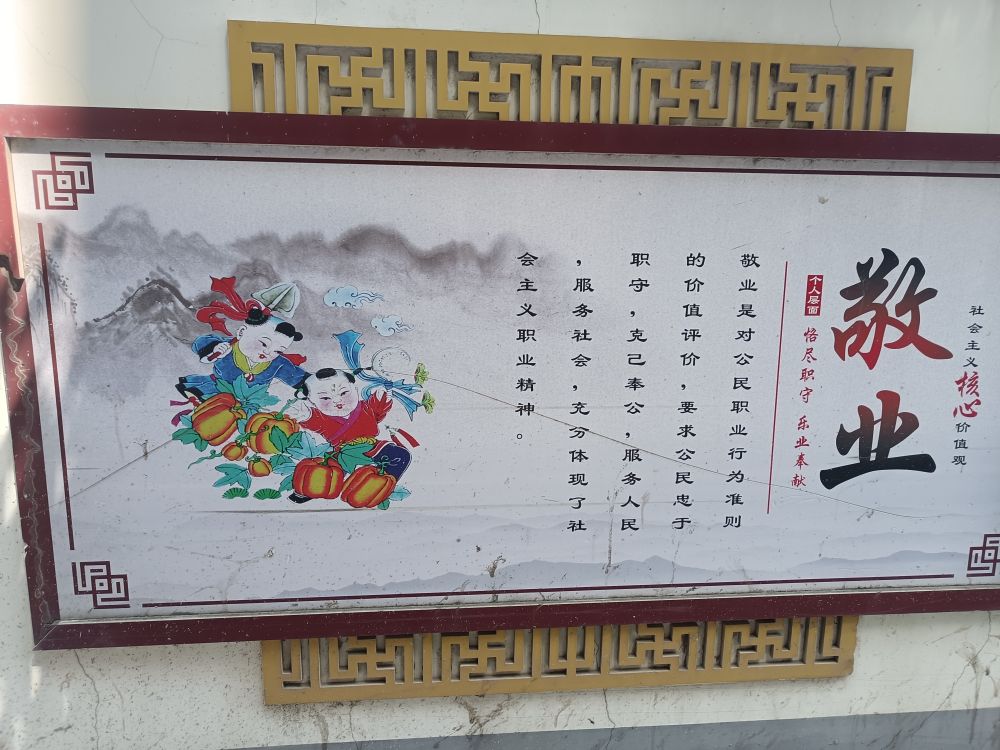 社会主义核心价值观
敬业
个人层面
恪尽职守 乐业奉献
敬业是对公民职业行为准则
的价值评价,要求公民忠于
职守,克己奉公,服务人民
,服务社会,充分体现了社
会主义职业精神。